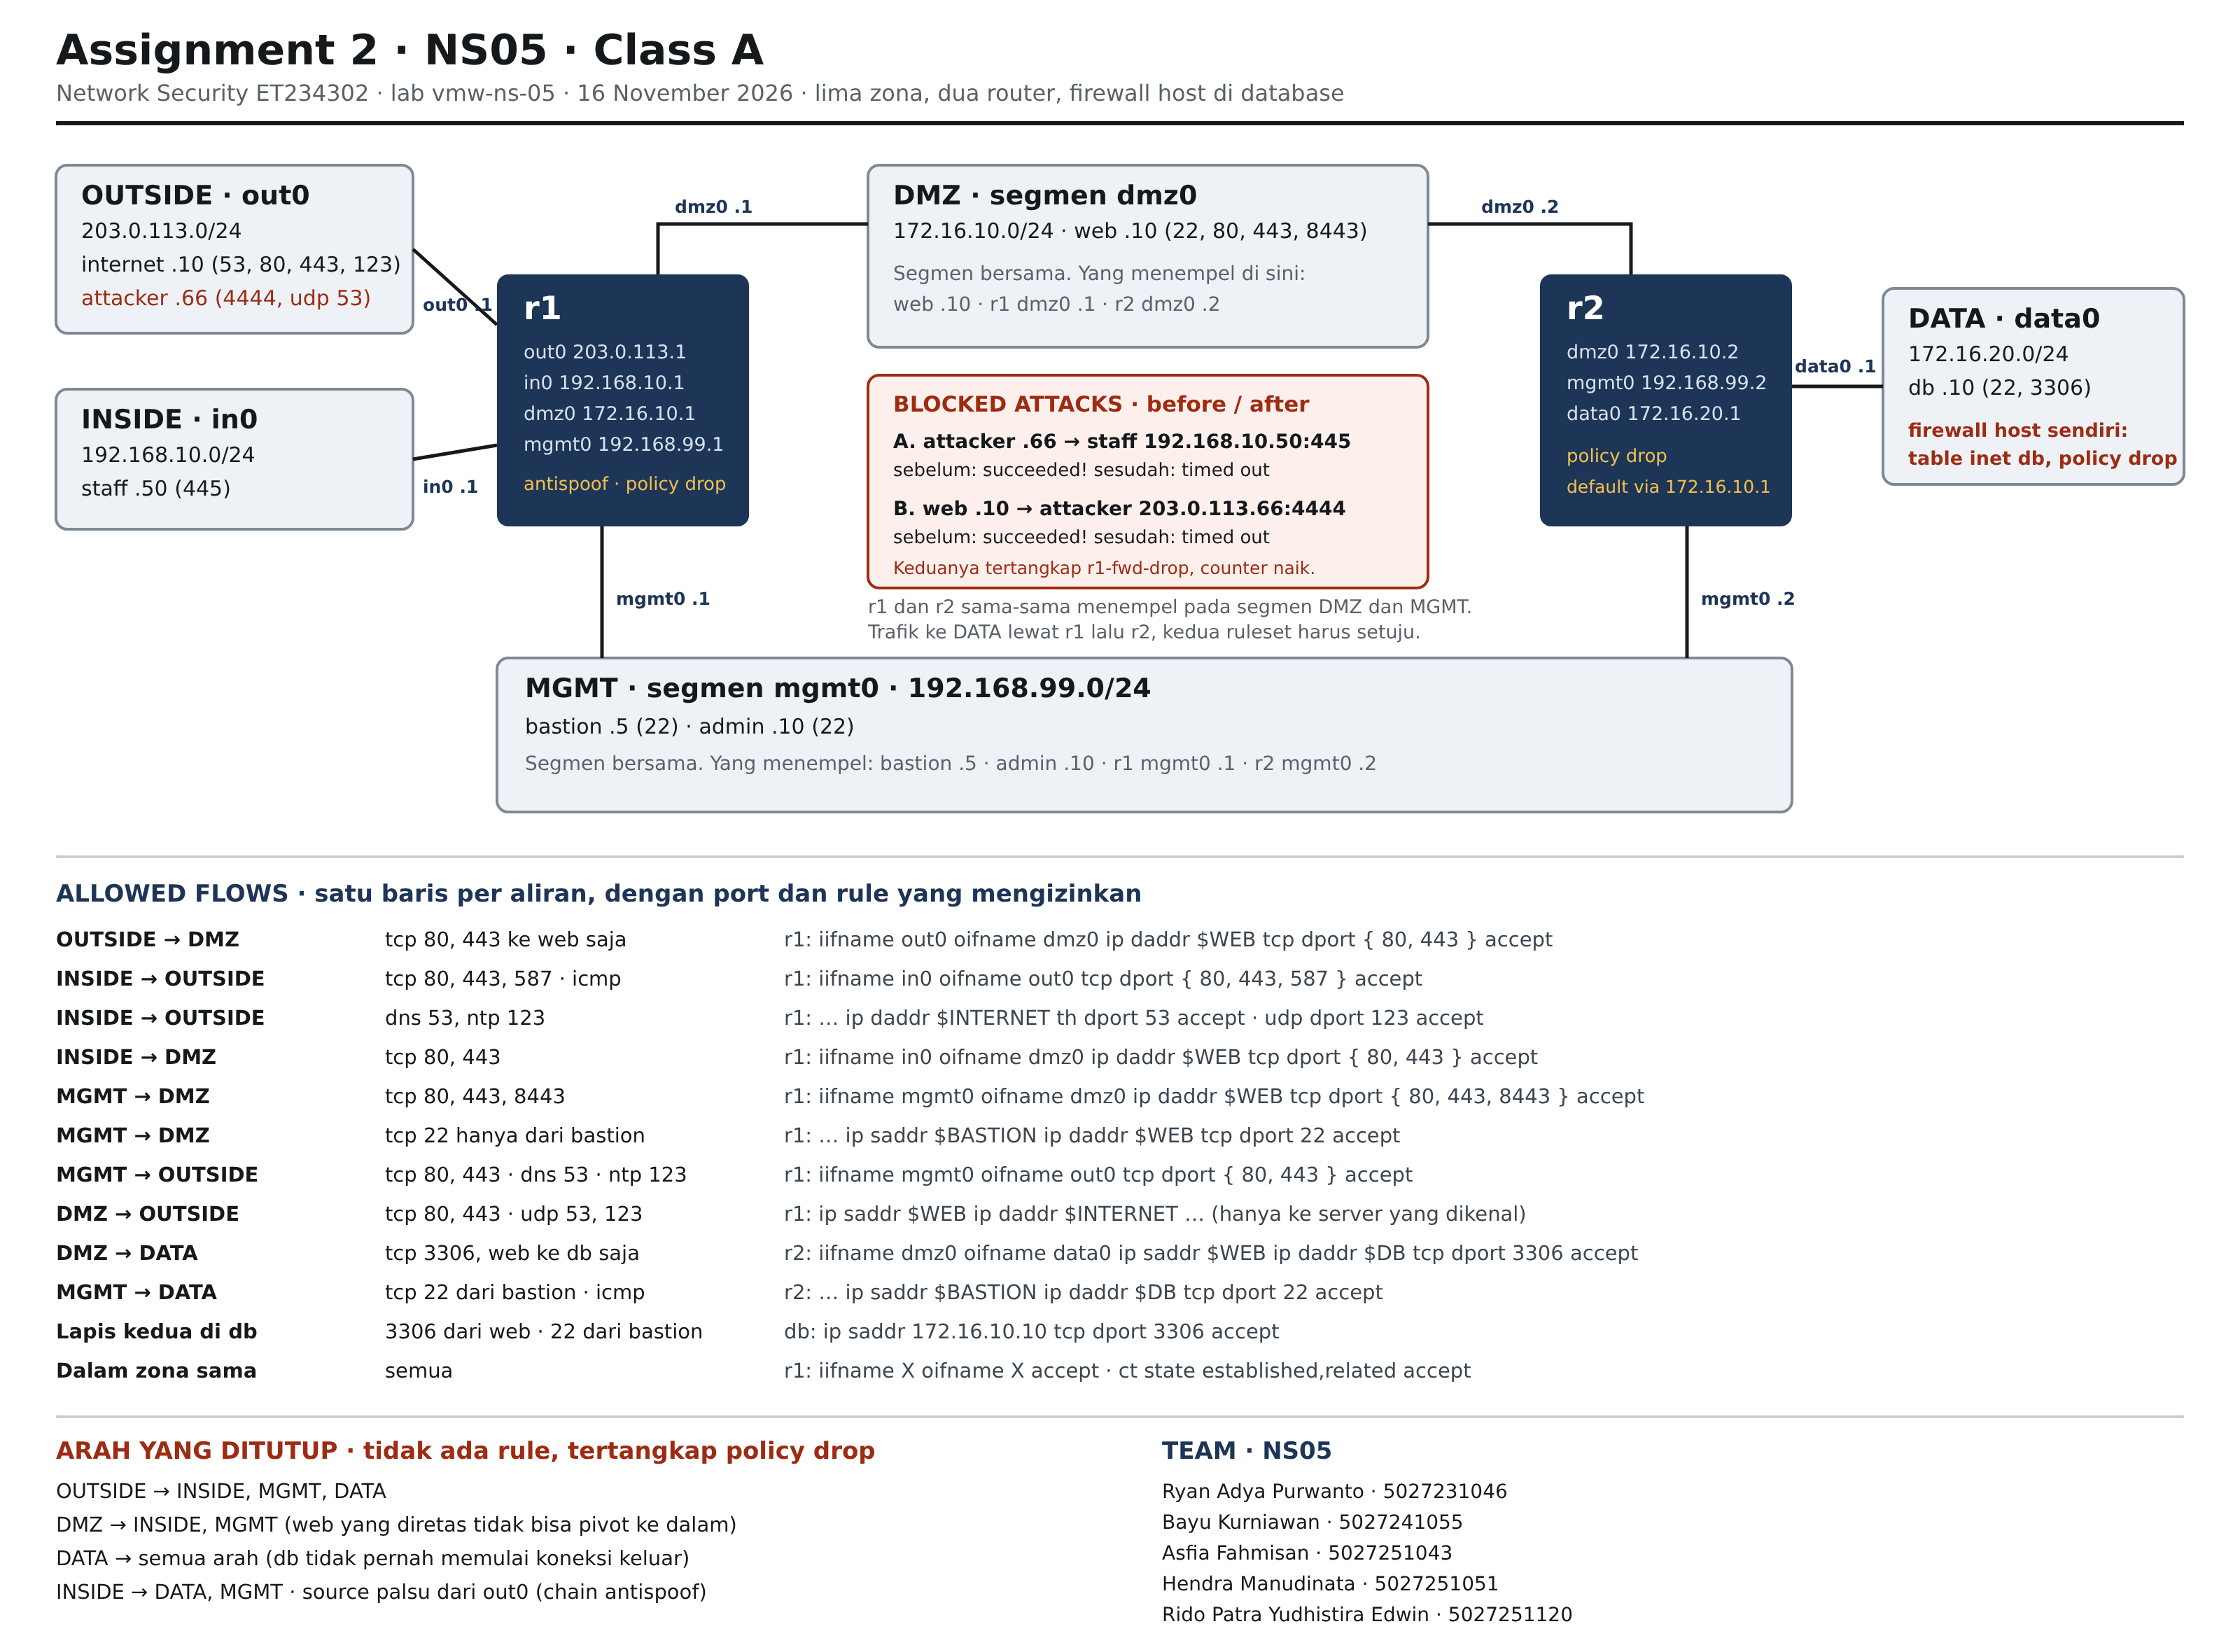 Assignment 2 · NS05 · Class A
Network Security ET234302 · lab vmw-ns-05 · 16 November 2026 · lima zona, dua router, firewall host di database
OUTSIDE · out0
203.0.113.0/24
internet .10 (53, 80, 443, 123)
attacker .66 (4444, udp 53)
out0 .1
INSIDE · in0
192.168.10.0/24
staff .50 (445)
in0 .1
r1
out0 203.0.113.1
in0 192.168.10.1
dmz0 172.16.10.1
mgmt0 192.168.99.1
antispoof · policy drop
dmz0 .1
DMZ · segmen dmz0
172.16.10.0/24 · web .10 (22, 80, 443, 8443)
Segmen bersama. Yang menempel di sini:
web .10 · r1 dmz0 .1 · r2 dmz0 .2
dmz0 .2
BLOCKED ATTACKS · before / after
A. attacker .66 → staff 192.168.10.50:445
sebelum: succeeded! sesudah: timed out
B. web .10 → attacker 203.0.113.66:4444
sebelum: succeeded! sesudah: timed out
Keduanya tertangkap r1-fwd-drop, counter naik.
r1 dan r2 sama-sama menempel pada segmen DMZ dan MGMT.
Trafik ke DATA lewat r1 lalu r2, kedua ruleset harus setuju.
r2
dmz0 172.16.10.2
mgmt0 192.168.99.2
data0 172.16.20.1
policy drop
default via 172.16.10.1
data0 .1
DATA · data0
172.16.20.0/24
db .10 (22, 3306)
firewall host sendiri:
table inet db, policy drop
mgmt0 .1
mgmt0 .2
MGMT · segmen mgmt0 · 192.168.99.0/24
bastion .5 (22) · admin .10 (22)
Segmen bersama. Yang menempel: bastion .5 · admin .10 · r1 mgmt0 .1 · r2 mgmt0 .2
ALLOWED FLOWS · satu baris per aliran, dengan port dan rule yang mengizinkan
OUTSIDE → DMZ tcp 80, 443 ke web saja r1: iifname out0 oifname dmz0 ip daddr $WEB tcp dport { 80, 443 } accept
INSIDE → OUTSIDE tcp 80, 443, 587 · icmp r1: iifname in0 oifname out0 tcp dport { 80, 443, 587 } accept
INSIDE → OUTSIDE dns 53, ntp 123 r1: … ip daddr $INTERNET th dport 53 accept · udp dport 123 accept
INSIDE → DMZ tcp 80, 443 r1: iifname in0 oifname dmz0 ip daddr $WEB tcp dport { 80, 443 } accept
MGMT → DMZ tcp 80, 443, 8443 r1: iifname mgmt0 oifname dmz0 ip daddr $WEB tcp dport { 80, 443, 8443 } accept
MGMT → DMZ tcp 22 hanya dari bastion r1: … ip saddr $BASTION ip daddr $WEB tcp dport 22 accept
MGMT → OUTSIDE tcp 80, 443 · dns 53 · ntp 123 r1: iifname mgmt0 oifname out0 tcp dport { 80, 443 } accept
DMZ → OUTSIDE tcp 80, 443 · udp 53, 123 r1: ip saddr $WEB ip daddr $INTERNET … (hanya ke server yang dikenal)
DMZ → DATA tcp 3306, web ke db saja r2: iifname dmz0 oifname data0 ip saddr $WEB ip daddr $DB tcp dport 3306 accept
MGMT → DATA tcp 22 dari bastion · icmp r2: … ip saddr $BASTION ip daddr $DB tcp dport 22 accept
Lapis kedua di db 3306 dari web · 22 dari bastion db: ip saddr 172.16.10.10 tcp dport 3306 accept
Dalam zona sama semua r1: iifname X oifname X accept · ct state established,related accept
ARAH YANG DITUTUP · tidak ada rule, tertangkap policy drop
OUTSIDE → INSIDE, MGMT, DATA
DMZ → INSIDE, MGMT (web yang diretas tidak bisa pivot ke dalam)
DATA → semua arah (db tidak pernah memulai koneksi keluar)
INSIDE → DATA, MGMT · source palsu dari out0 (chain antispoof)
TEAM · NS05
Ryan Adya Purwanto · 5027231046
Bayu Kurniawan · 5027241055
Asfia Fahmisan · 5027251043
Hendra Manudinata · 5027251051
Rido Patra Yudhistira Edwin · 5027251120